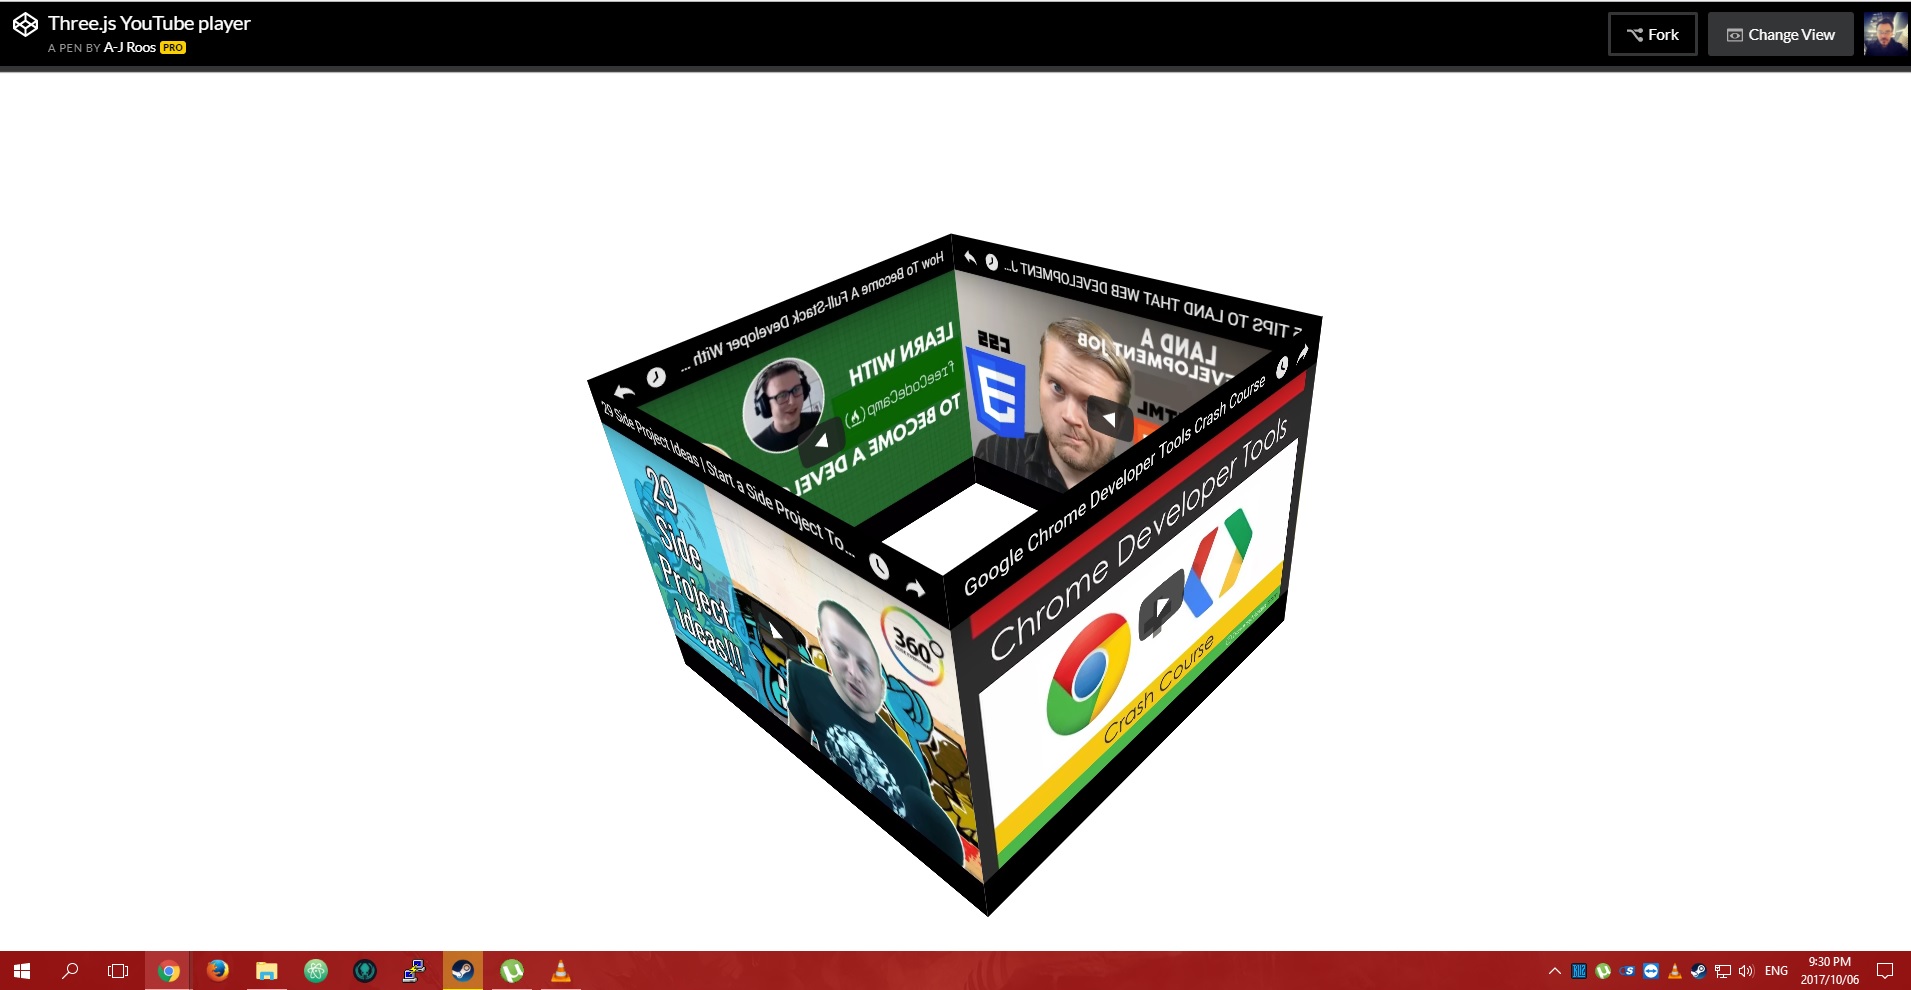 Three.js YouTube player
A PEN BY A-J Roos PRO
Fork
Change View
How To Become A Full-Stack Developer With ...
LEARN WITH
freeCodeCamp(🔥)
TO BECOME A DEVEL
5 TIPS TO LAND THAT WEB DEVELOPMENT J...
LAND A
DEVELOPMENT JOB
CSS
HTML
29 Side Project Ideas | Start a Side Project To...
29
Side
Project
Ideas!!!
360°
Google Chrome Developer Tools Crash Course
Chrome Developer Tools
Crash Course
ENG
9:30 PM
2017/10/06